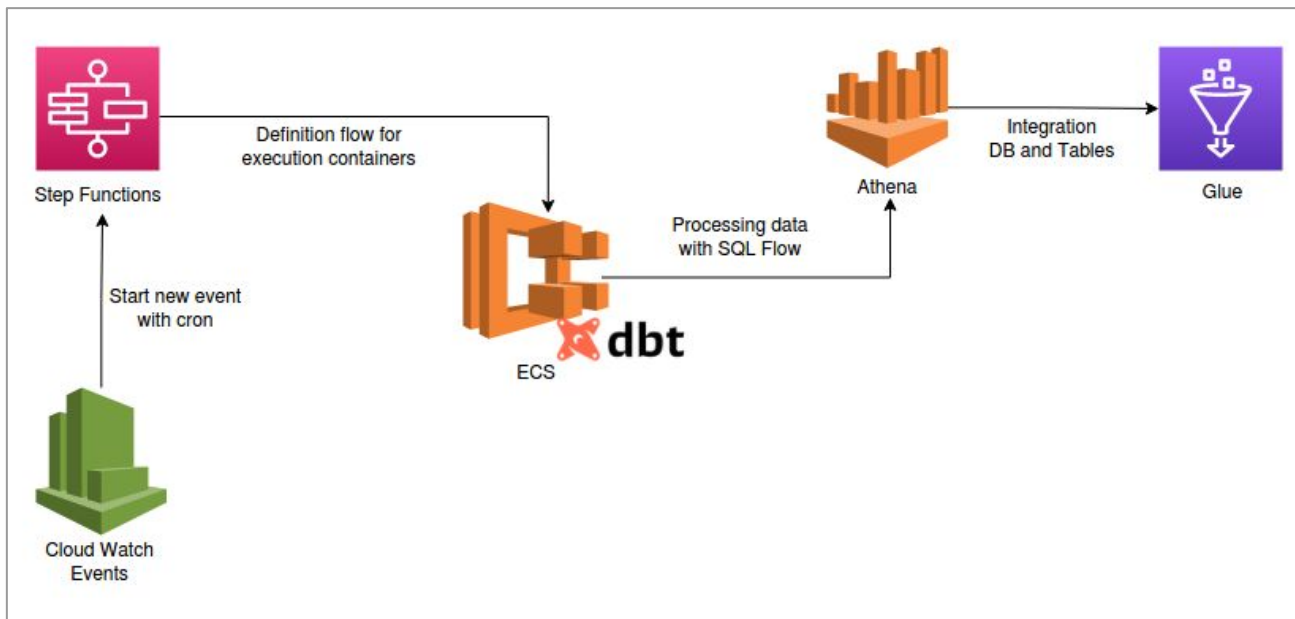 Step Functions
Definition flow for
execution containers
Athena
Integration
DB and Tables
Glue
Processing data
with SQL Flow
Start new event
with cron
dbt
ECS
Cloud Watch
Events